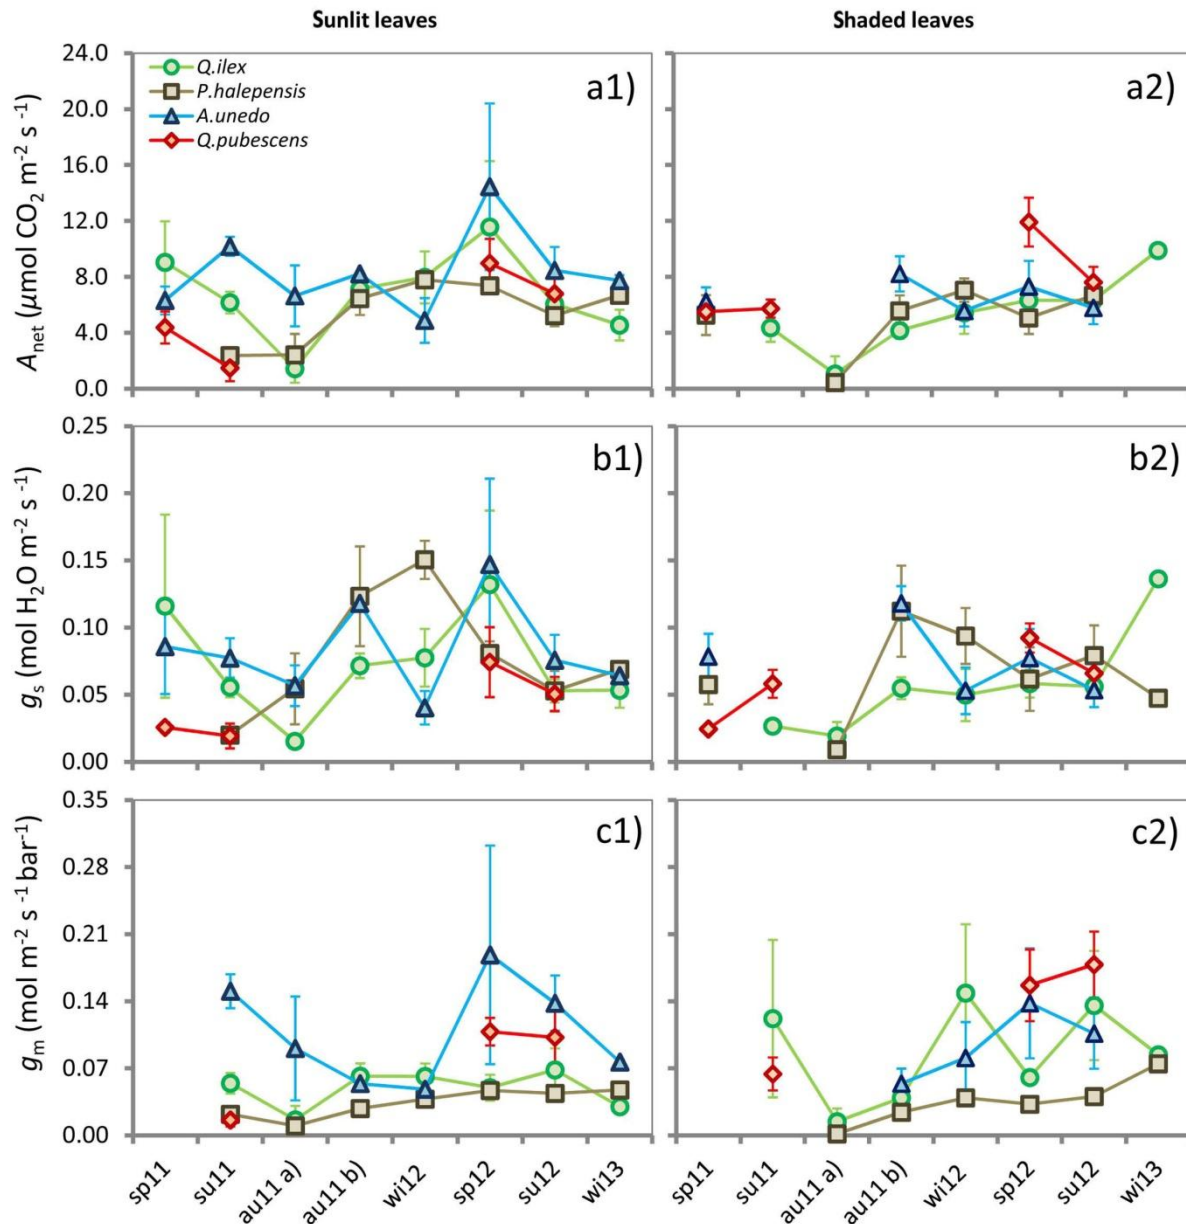 Sunlit leaves
Shaded leaves
24.0
20.0
16.0
12.0
8.0
4.0
0.0
A_net (μmol CO₂ m⁻² s⁻¹)
Q.ilex
P.halepensis
A.unedo
Q.pubescens
a1)
a2)
0.25
0.20
0.15
0.10
0.05
0.00
g_s (mol H₂O m⁻² s⁻¹)
b1)
b2)
0.35
0.28
0.21
0.14
0.07
0.00
g_m (mol m⁻² s⁻¹ bar⁻¹)
c1)
c2)
sp11
su11
au11 a)
au11 b)
wi12
sp12
su12
wi13
sp11
su11
au11 a)
au11 b)
wi12
sp12
su12
wi13